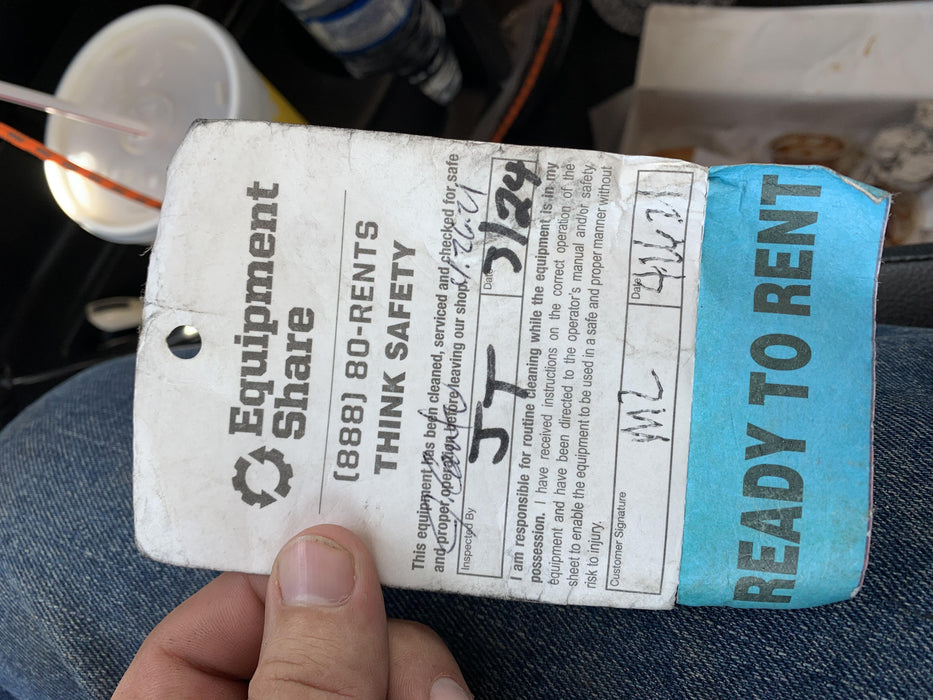 Equipment
Share
(888) 80-RENTS
THINK SAFETY
This equipment has been cleaned, serviced and checked for safe
and proper operation before leaving our shop.
Inspected By
JT
Date
I am responsible for routine cleaning while the equipment is in my
possession. I have received instructions on the correct operation of the
equipment and have been directed to the operator's manual and/or safety
sheet to enable the equipment to be used in a safe and proper manner without
risk to injury.
Customer Signature
Date
READY TO RENT